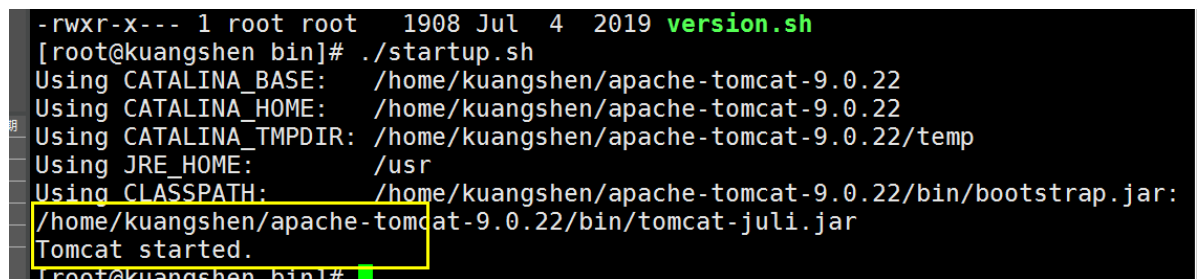 -rwxr-x--- 1 root root   1908 Jul  4  2019 version.sh
[root@kuangshen bin]# ./startup.sh
Using CATALINA_BASE:   /home/kuangshen/apache-tomcat-9.0.22
Using CATALINA_HOME:   /home/kuangshen/apache-tomcat-9.0.22
Using CATALINA_TMPDIR: /home/kuangshen/apache-tomcat-9.0.22/temp
Using JRE_HOME:        /usr
Using CLASSPATH:       /home/kuangshen/apache-tomcat-9.0.22/bin/bootstrap.jar:
/home/kuangshen/apache-tomcat-9.0.22/bin/tomcat-juli.jar
Tomcat started.
[root@kuangshen bin]#
期